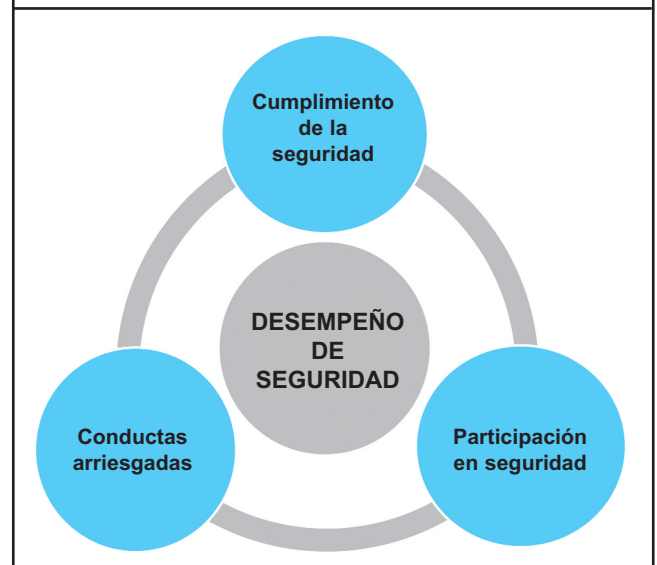 Cumplimiento
de la
seguridad
DESEMPEÑO
DE
SEGURIDAD
Conductas
arriesgadas
Participación
en seguridad